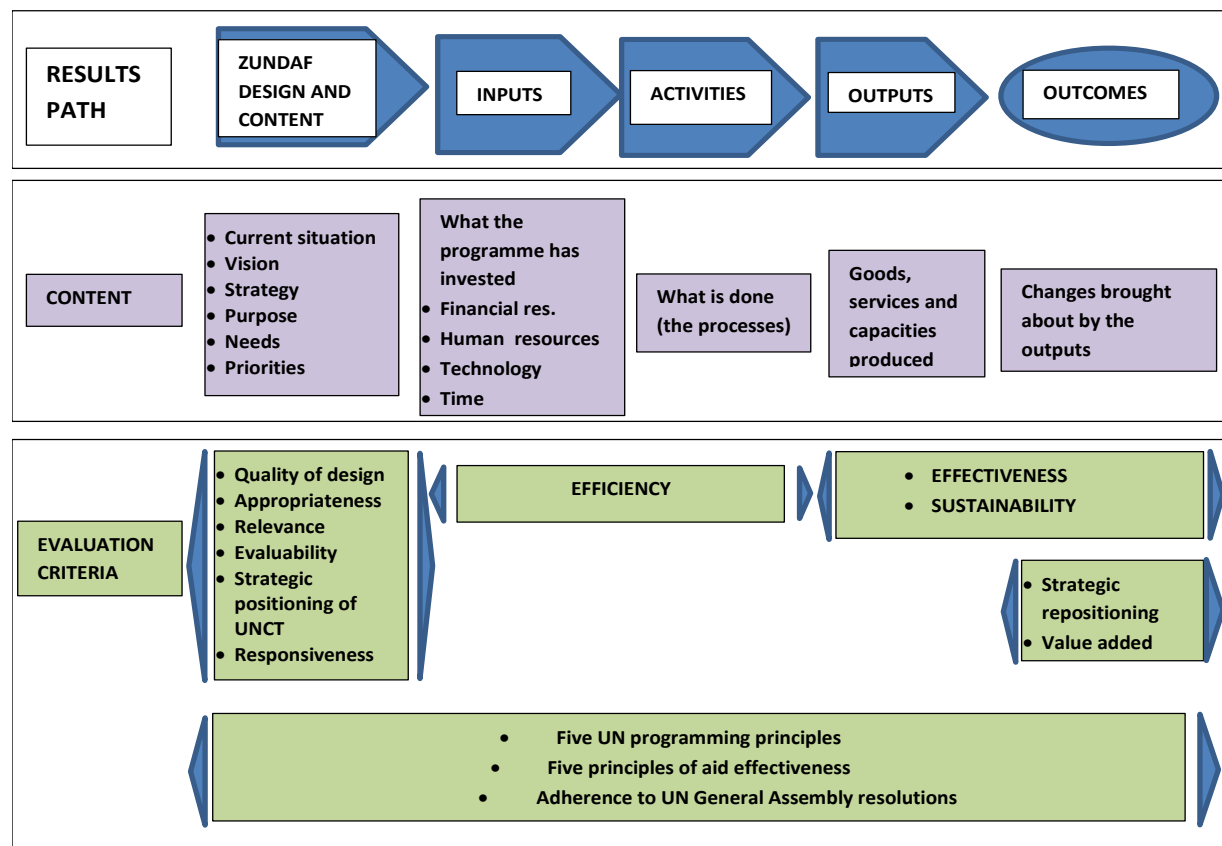 RESULTS
PATH
ZUNDAF
DESIGN AND
CONTENT
INPUTS
ACTIVITIES
OUTPUTS
OUTCOMES
CONTENT
• Current situation
• Vision
• Strategy
• Purpose
• Needs
• Priorities
What the
programme has
invested
• Financial res.
• Human resources
• Technology
• Time
What is done
(the processes)
Goods,
services and
capacities
produced
Changes brought
about by the
outputs
EVALUATION
CRITERIA
• Quality of design
• Appropriateness
• Relevance
• Evaluability
• Strategic
positioning of
UNCT
• Responsiveness
EFFICIENCY
• EFFECTIVENESS
• SUSTAINABILITY
• Strategic
repositioning
• Value added
• Five UN programming principles
• Five principles of aid effectiveness
• Adherence to UN General Assembly resolutions